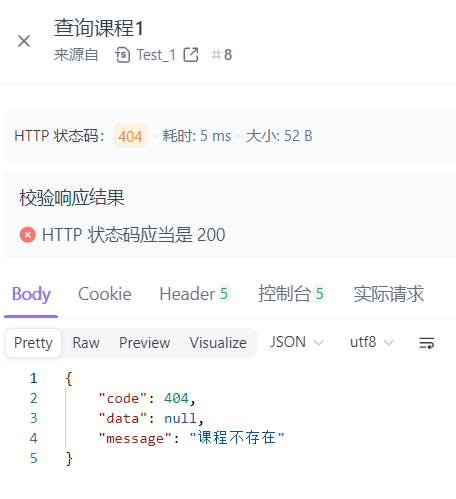 查询课程1
来源自 Test_1 #8
HTTP 状态码： 404 · 耗时: 5 ms · 大小: 52 B
校验响应结果
HTTP 状态码应当是 200
Body Cookie Header 5 控制台 5 实际请求
Pretty Raw Preview Visualize JSON utf8
1 {
2 "code": 404,
3 "data": null,
4 "message": "课程不存在"
5 }